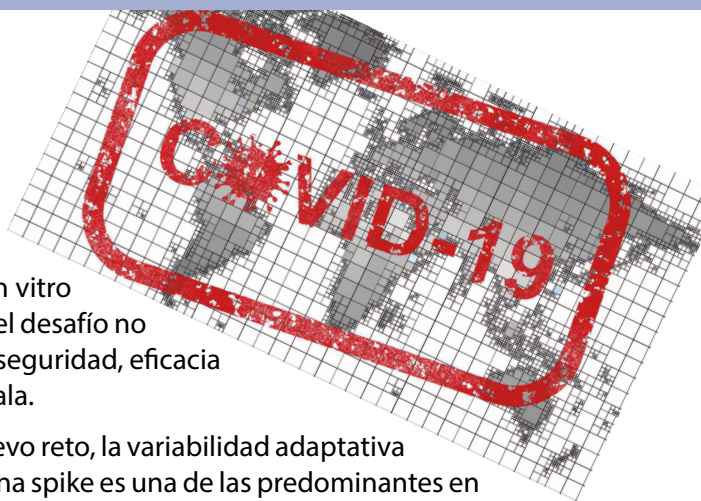 COVID-19
n vitro
el desafío no
seguridad, eficacia
ala.
evo reto, la variabilidad adaptativa
na spike es una de las predominantes en